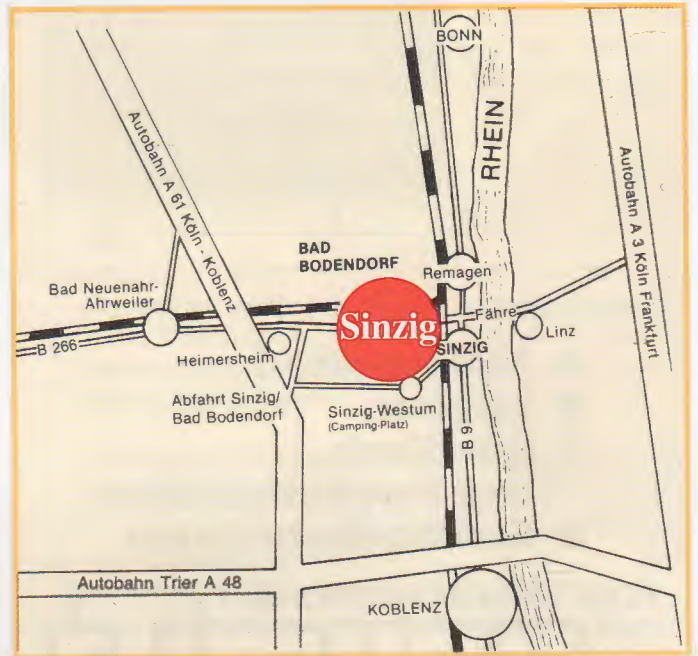 BONN
RHEIN
Autobahn A 61 Köln - Koblenz
Autobahn A 3 Köln Frankfurt
BAD
BODENDORF
Remagen
Bad Neuenahr-
Ahrweiler
Fähre
Sinzig
Linz
B 266
SINZIG
Heimersheim
Abfahrt Sinzig/
Bad Bodendorf
Sinzig-Westum
(Camping-Platz)
B 9
Autobahn Trier A 48
KOBLENZ